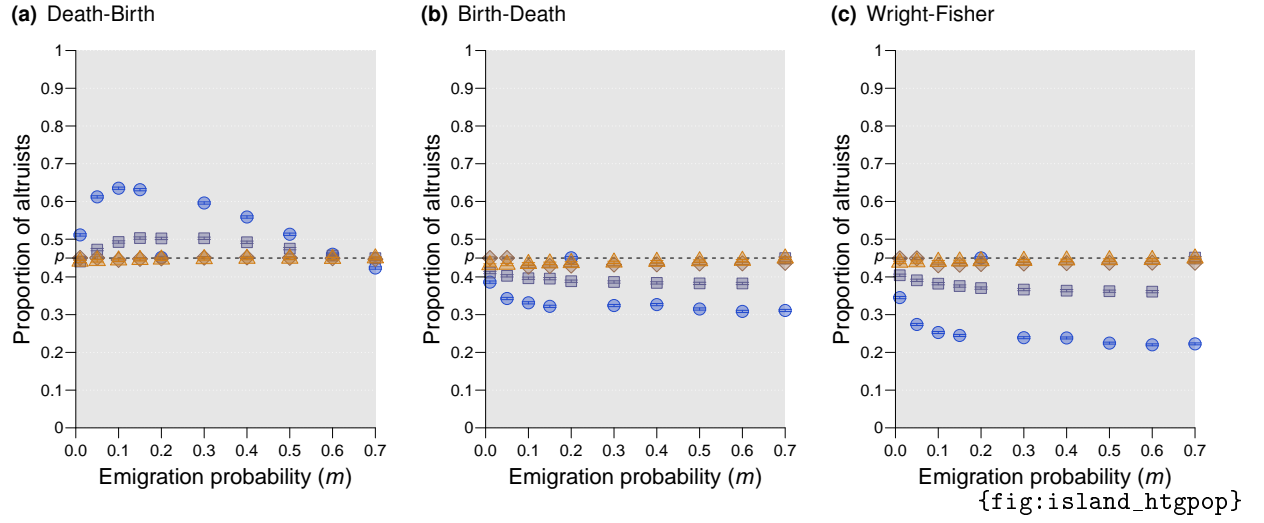 (a) Death-Birth
1
0.9
0.8
0.7
0.6
0.5
p
0.4
0.3
0.2
0.1
0
Proportion of altruists
0.0 0.1 0.2 0.3 0.4 0.5 0.6 0.7
Emigration probability (m)
(b) Birth-Death
1
0.9
0.8
0.7
0.6
0.5
p
0.4
0.3
0.2
0.1
0
Proportion of altruists
0.0 0.1 0.2 0.3 0.4 0.5 0.6 0.7
Emigration probability (m)
(c) Wright-Fisher
1
0.9
0.8
0.7
0.6
0.5
p
0.4
0.3
0.2
0.1
0
Proportion of altruists
0.0 0.1 0.2 0.3 0.4 0.5 0.6 0.7
Emigration probability (m)
{fig:island_htgpop}